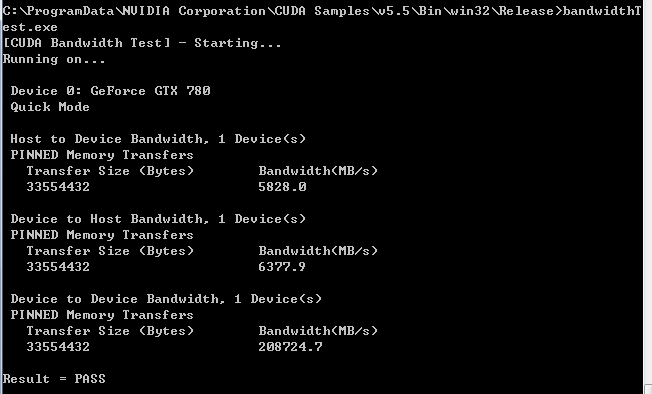 C:\ProgramData\NVIDIA Corporation\CUDA Samples\v5.5\Bin\win32\Release>bandwidthT
est.exe
[CUDA Bandwidth Test] - Starting...
Running on...
Device 0: GeForce GTX 780
Quick Mode
Host to Device Bandwidth, 1 Device(s)
PINNED Memory Transfers
Transfer Size (Bytes) Bandwidth(MB/s)
33554432 5828.0
Device to Host Bandwidth, 1 Device(s)
PINNED Memory Transfers
Transfer Size (Bytes) Bandwidth(MB/s)
33554432 6377.9
Device to Device Bandwidth, 1 Device(s)
PINNED Memory Transfers
Transfer Size (Bytes) Bandwidth(MB/s)
33554432 208724.7
Result = PASS